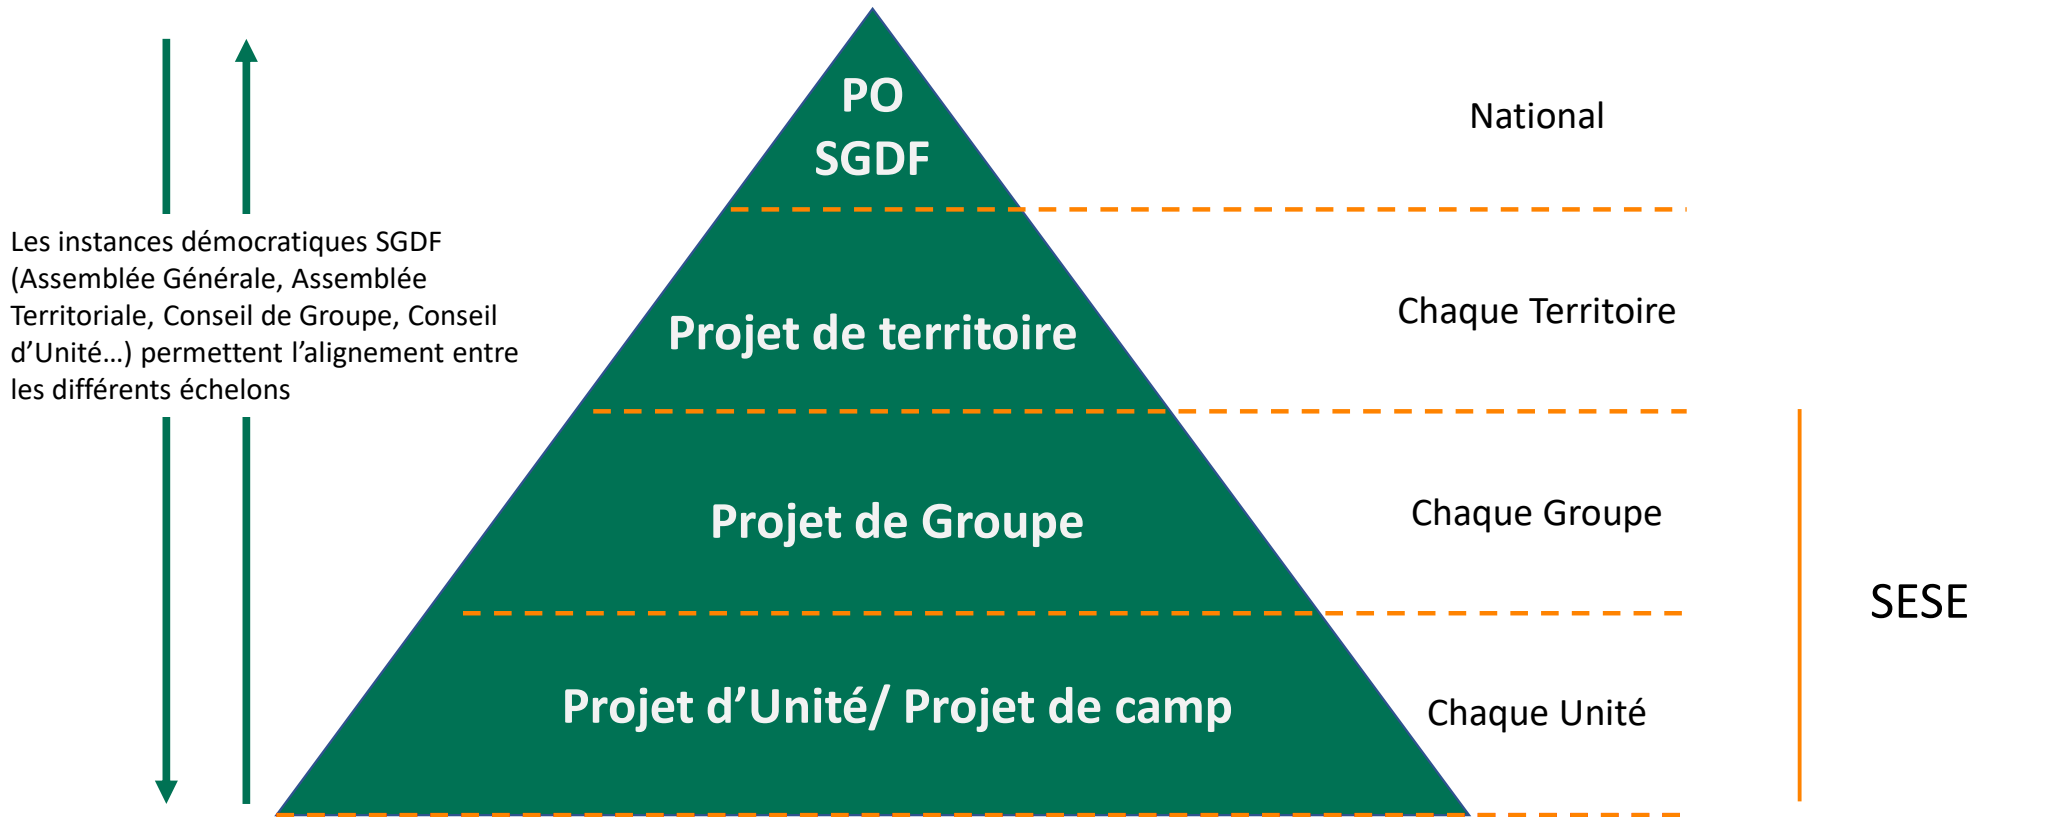 PO
SGDF
National
Les instances démocratiques SGDF
(Assemblée Générale, Assemblée
Territoriale, Conseil de Groupe, Conseil
d’Unité…) permettent l’alignement entre
les différents échelons
Projet de territoire
Chaque Territoire
Projet de Groupe
Chaque Groupe
SESE
Projet d’Unité/ Projet de camp
Chaque Unité